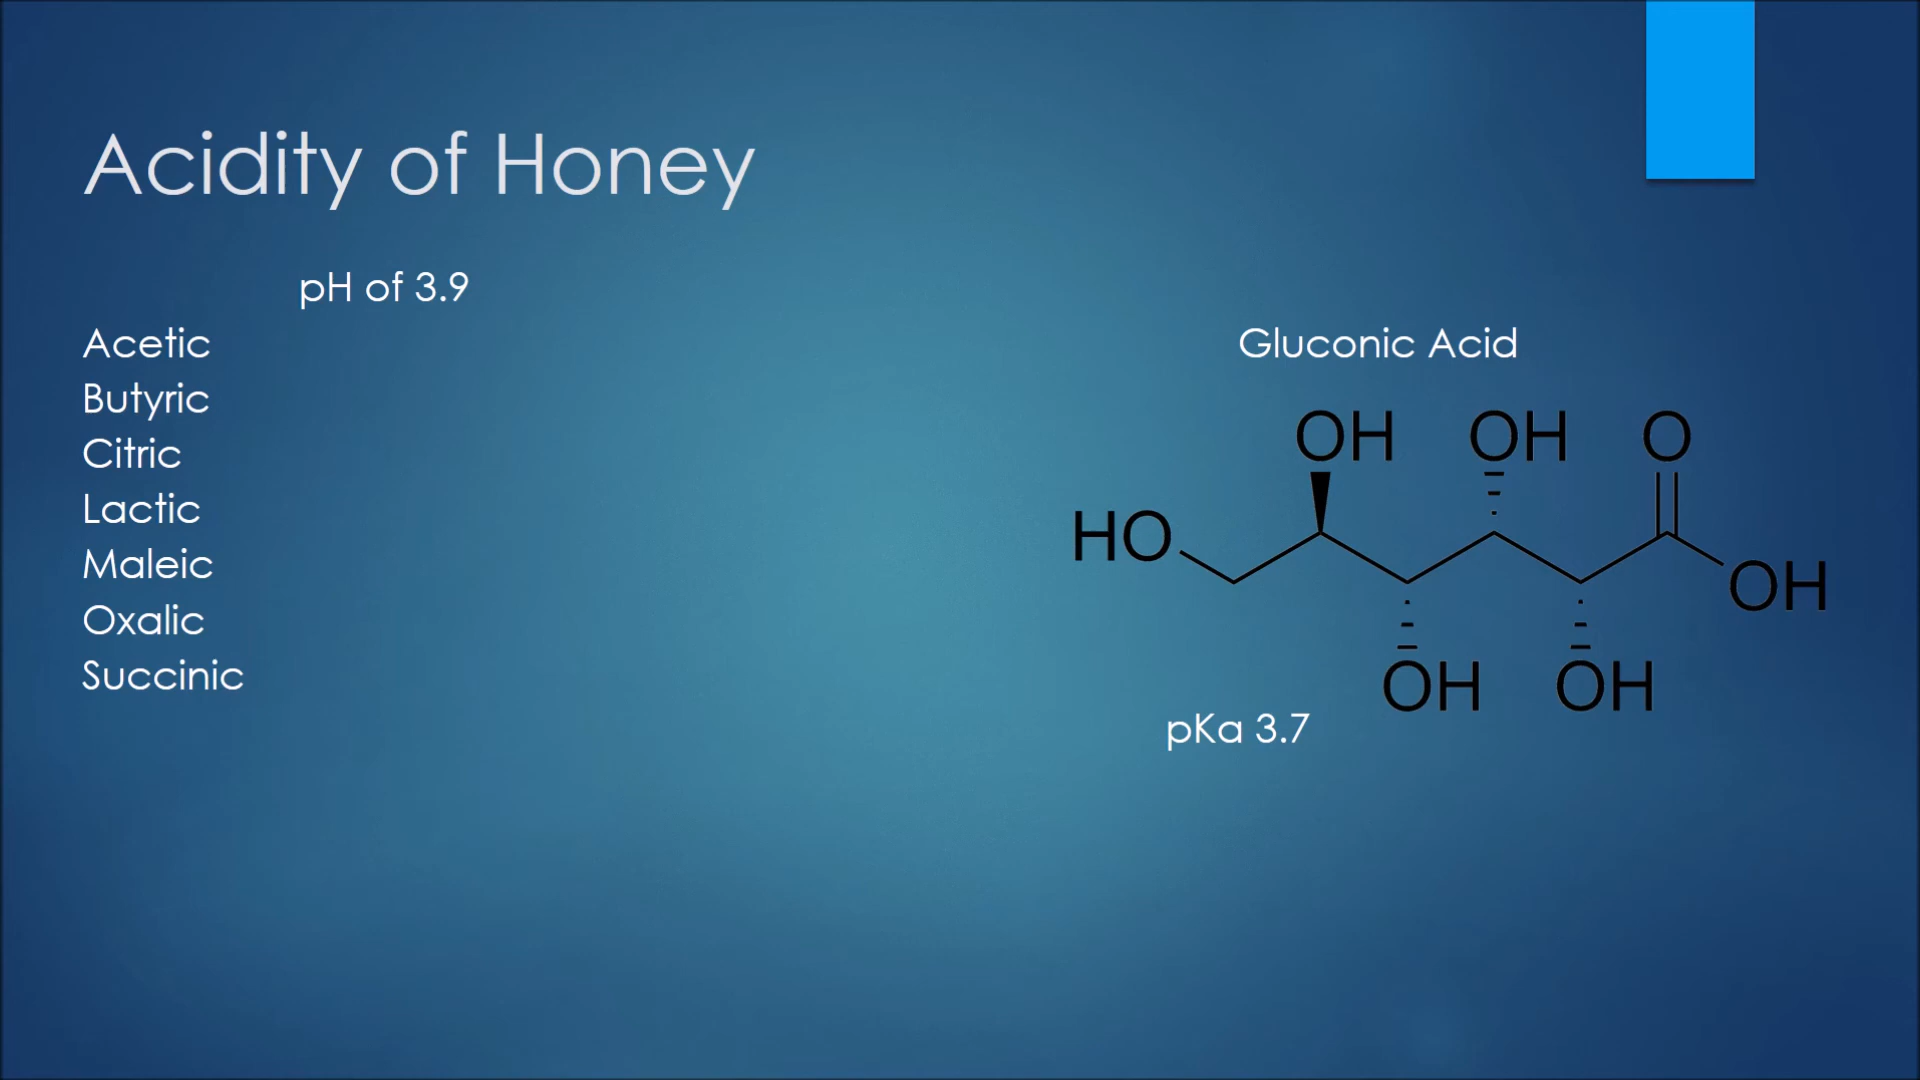 Acidity of Honey
pH of 3.9
Acetic
Butyric
Citric
Lactic
Maleic
Oxalic
Succinic
Gluconic Acid
OH OH O
HO
OH
OH OH
pKa 3.7